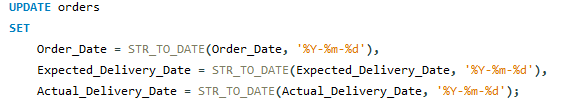 UPDATE orders
SET
Order_Date = STR_TO_DATE(Order_Date, '%Y-%m-%d'),
Expected_Delivery_Date = STR_TO_DATE(Expected_Delivery_Date, '%Y-%m-%d'),
Actual_Delivery_Date = STR_TO_DATE(Actual_Delivery_Date, '%Y-%m-%d');